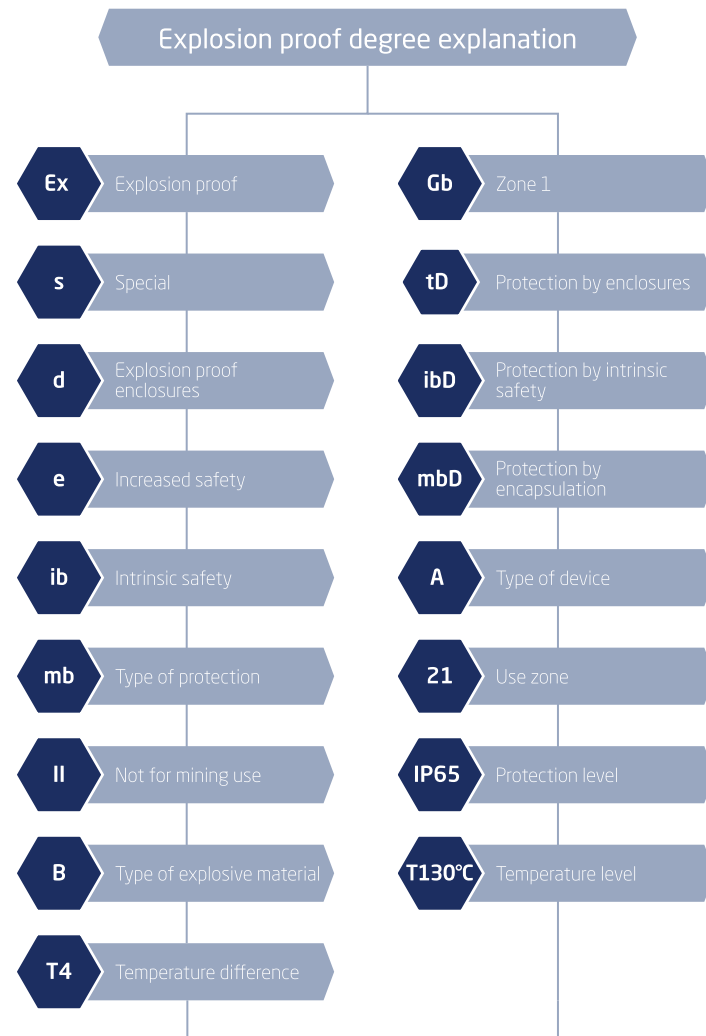 Explosion proof degree explanation
Ex
Explosion proof
s
Special
d
Explosion proof
enclosures
e
Increased safety
ib
Intrinsic safety
mb
Type of protection
II
Not for mining use
B
Type of explosive material
T4
Temperature difference
Gb
Zone 1
tD
Protection by enclosures
ibD
Protection by intrinsic
safety
mbD
Protection by
encapsulation
A
Type of device
21
Use zone
IP65
Protection level
T130°C
Temperature level